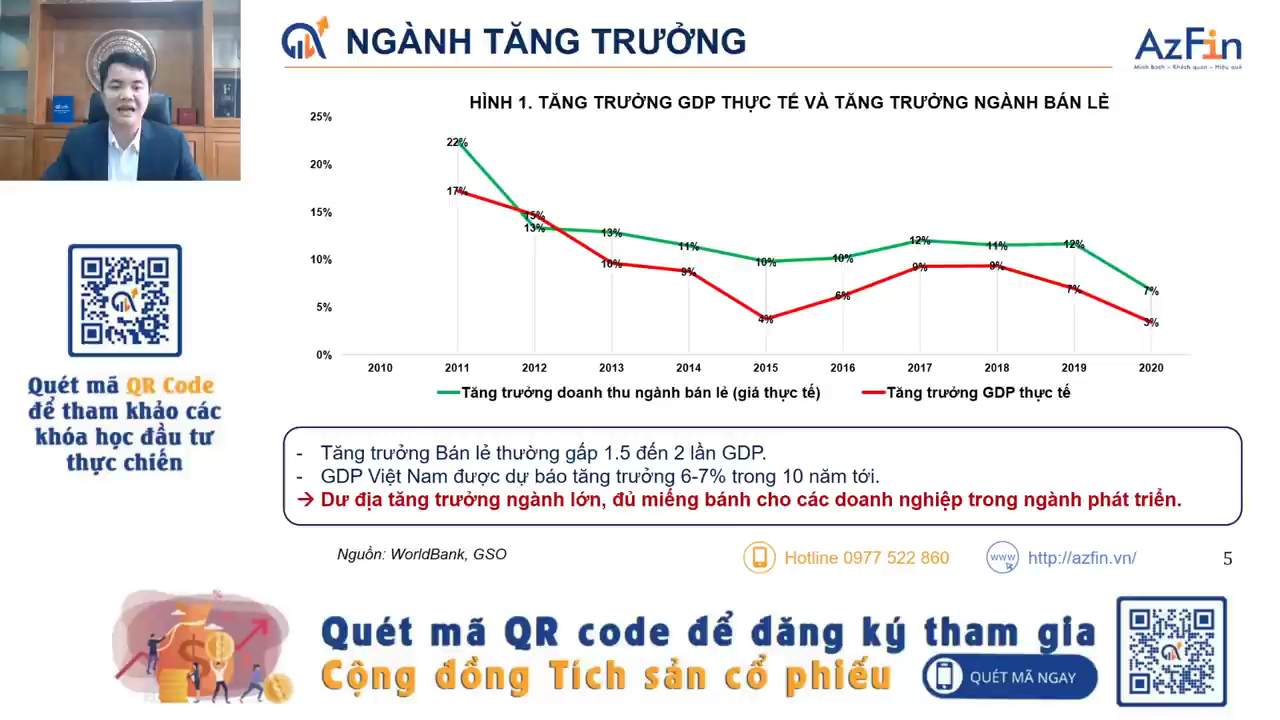 NGÀNH TĂNG TRƯỞNG
AzFin
Minh bạch – Khách quan – Hiệu quả
HÌNH 1. TĂNG TRƯỞNG GDP THỰC TẾ VÀ TĂNG TRƯỞNG NGÀNH BÁN LẺ
25%
20%
15%
10%
5%
0%
22%
13%
13%
11%
10%
10%
12%
11%
12%
7%
17%
15%
10%
9%
4%
6%
9%
9%
7%
3%
2010 2011 2012 2013 2014 2015 2016 2017 2018 2019 2020
Tăng trưởng doanh thu ngành bán lẻ (giá thực tế) Tăng trưởng GDP thực tế
Quét mã QR Code
để tham khảo các
khóa học đầu tư
thực chiến
- Tăng trưởng Bán lẻ thường gấp 1.5 đến 2 lần GDP.
- GDP Việt Nam được dự báo tăng trưởng 6-7% trong 10 năm tới.
→ Dư địa tăng trưởng ngành lớn, đủ miếng bánh cho các doanh nghiệp trong ngành phát triển.
Nguồn: WorldBank, GSO
Hotline 0977 522 860
www
http://azfin.vn/
5
Quét mã QR code để đăng ký tham gia
Cộng đồng Tích sản cổ phiếu
QUÉT MÃ NGAY